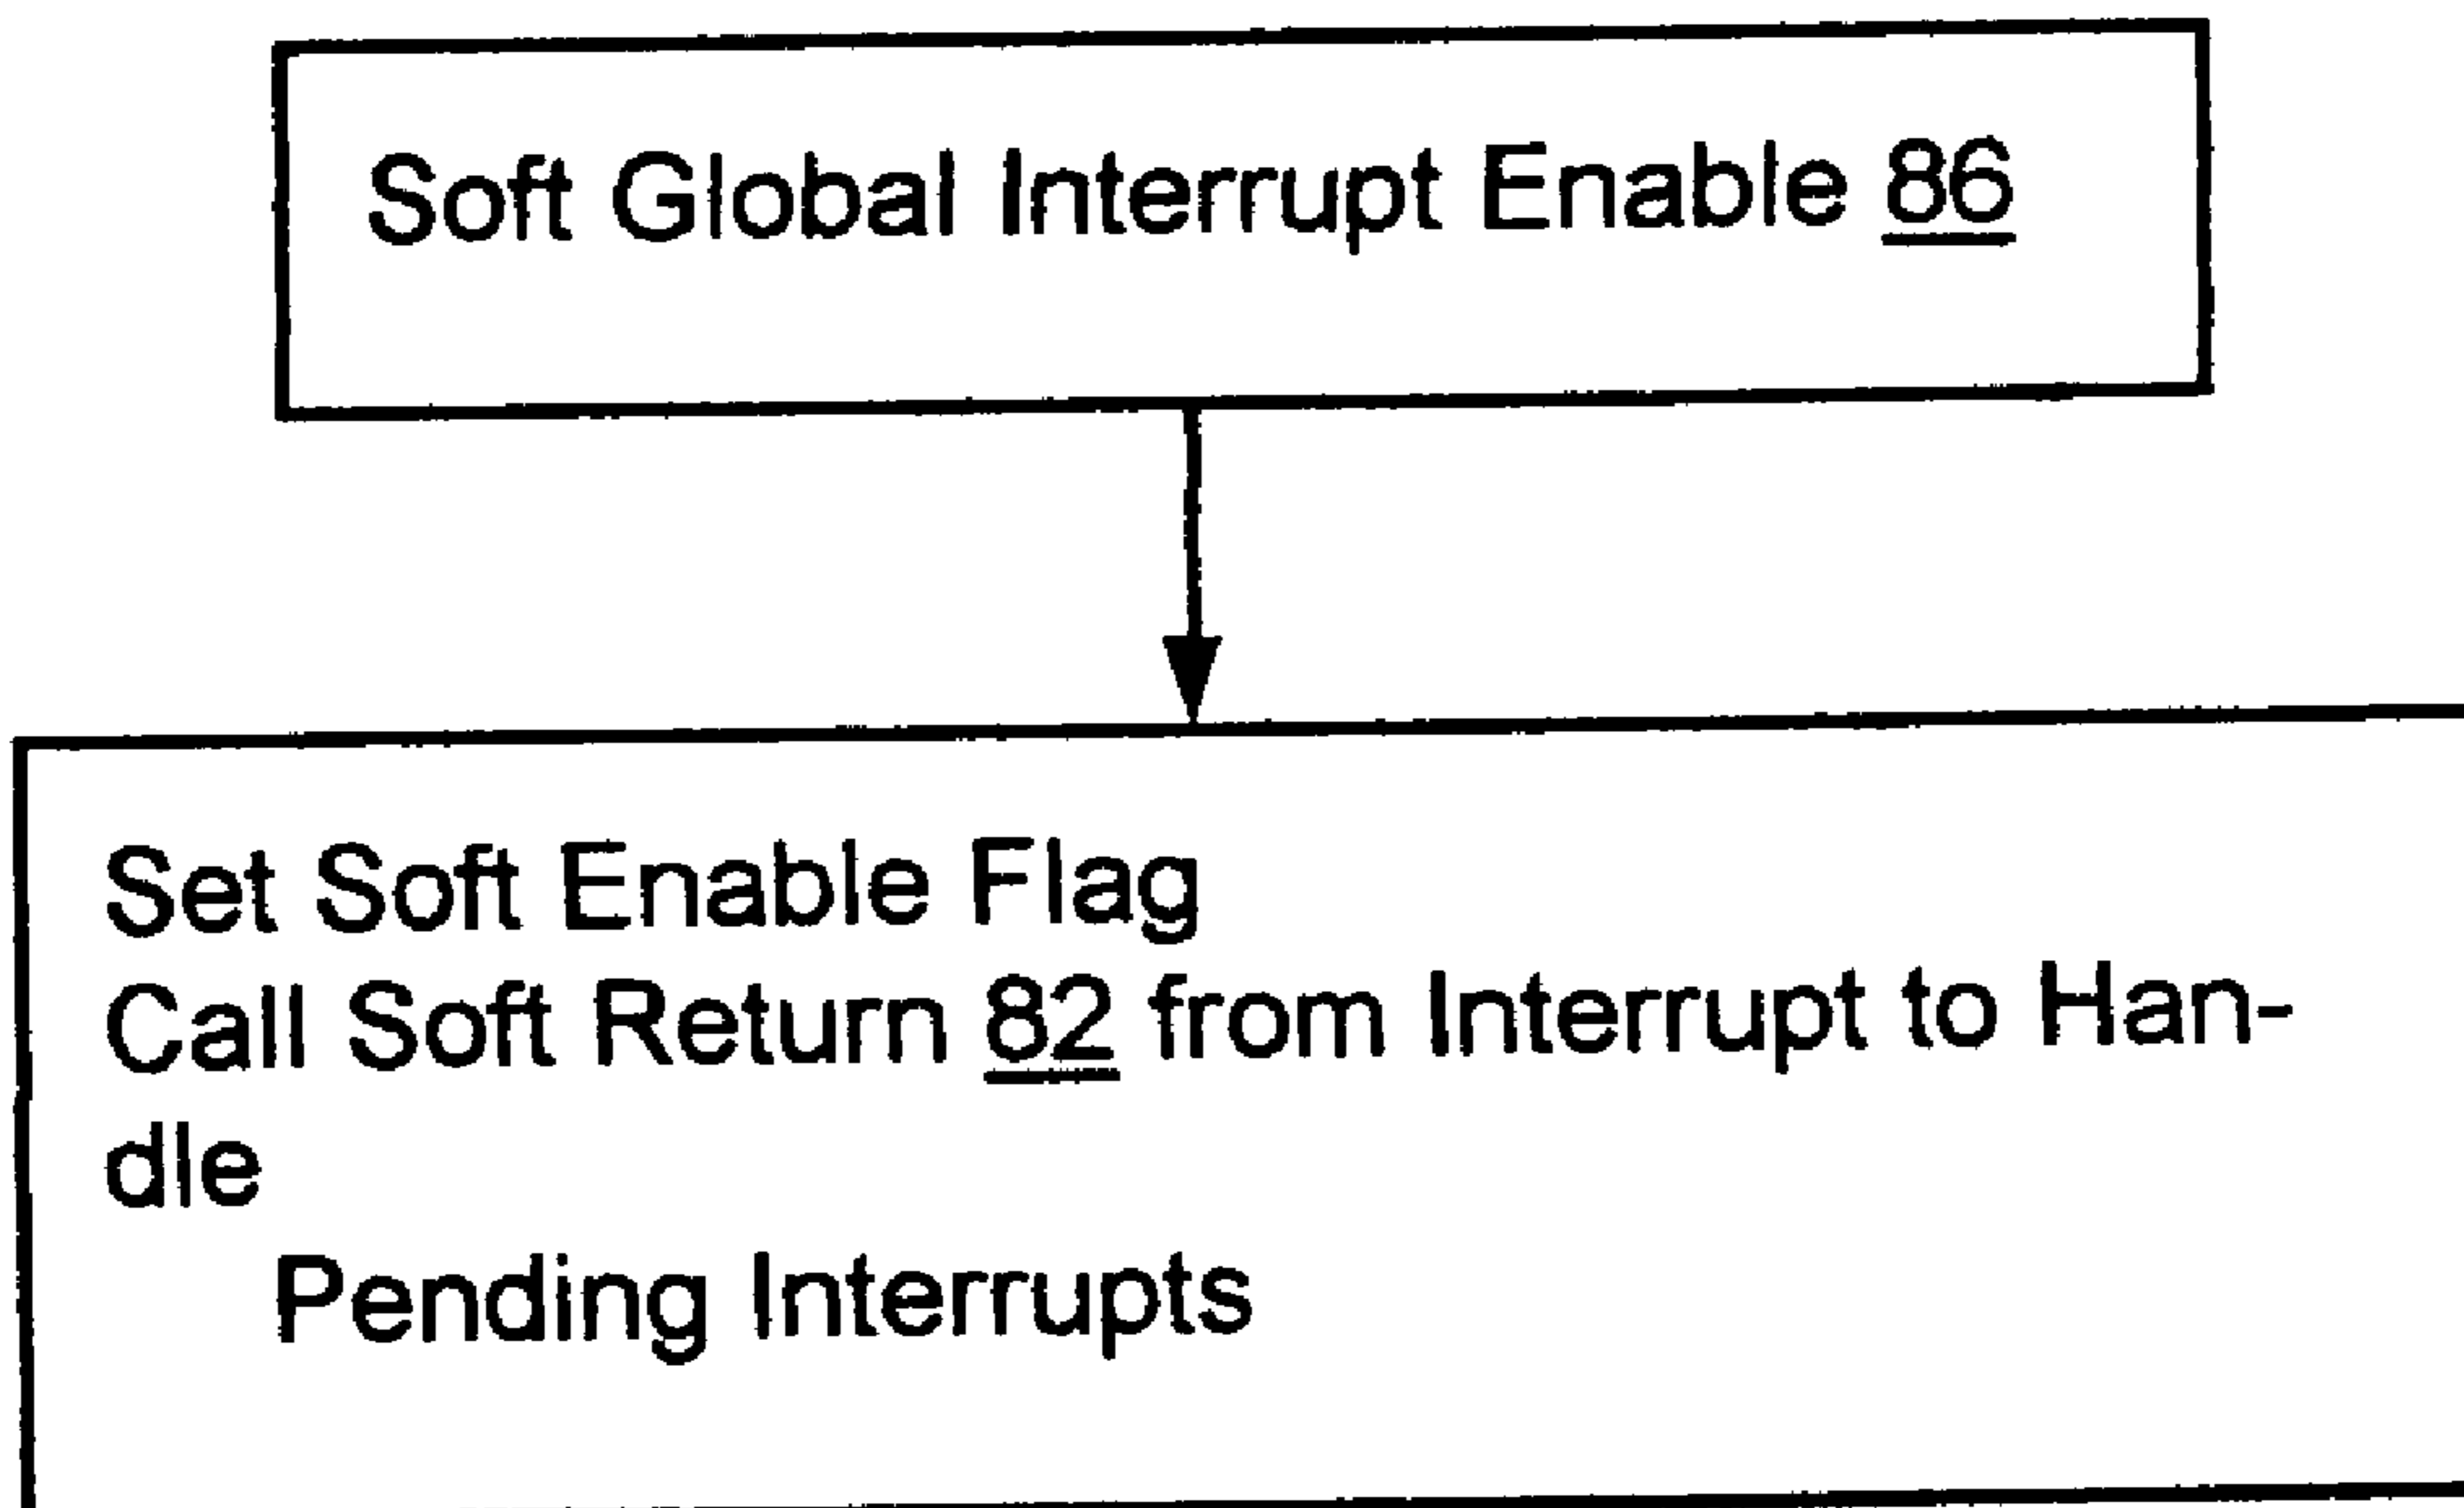 Soft Global Interrupt Enable 86
Set Soft Enable Flag
Call Soft Return 82 from Interrupt to Han-
dle
Pending Interrupts